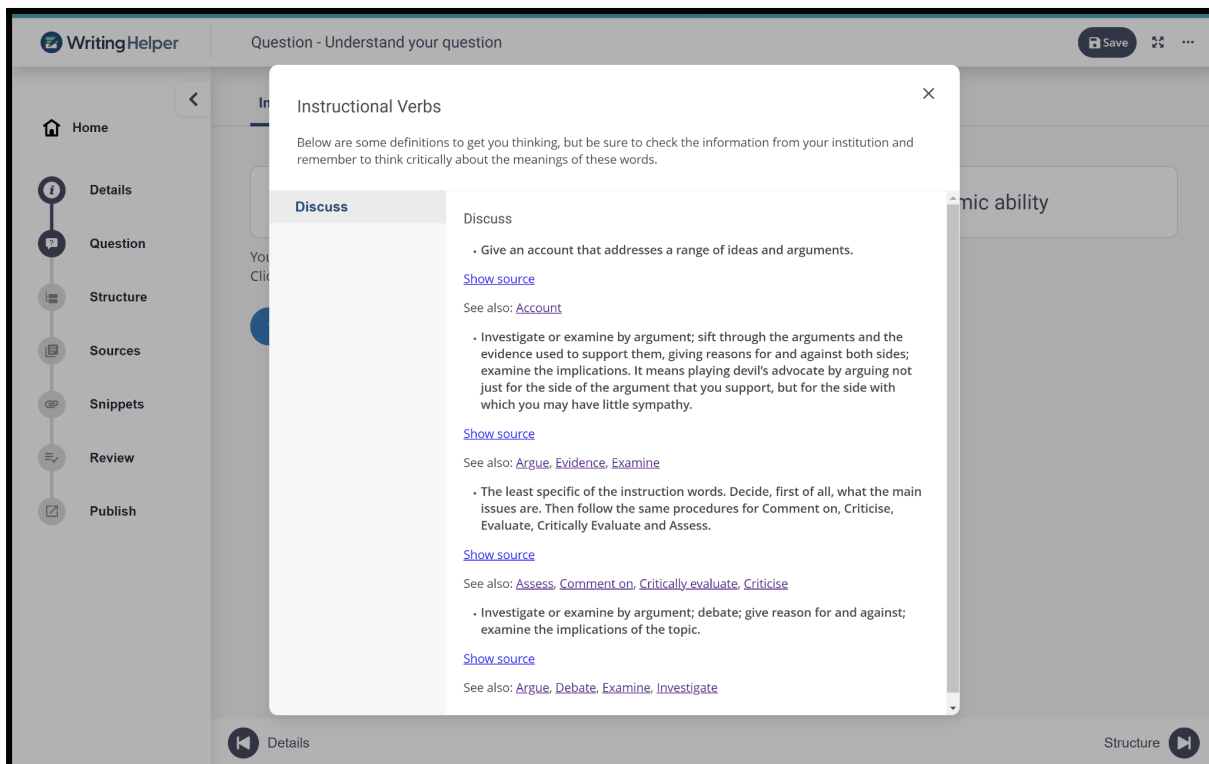 WritingHelper
Question - Understand your question
Save
Home
Details
Question
Structure
Sources
Snippets
Review
Publish
In
mic ability
You
Clic
Instructional Verbs
Below are some definitions to get you thinking, but be sure to check the information from your institution and
remember to think critically about the meanings of these words.
Discuss
Discuss
• Give an account that addresses a range of ideas and arguments.
Show source
See also: Account
• Investigate or examine by argument; sift through the arguments and the
evidence used to support them, giving reasons for and against both sides;
examine the implications. It means playing devil's advocate by arguing not
just for the side of the argument that you support, but for the side with
which you may have little sympathy.
Show source
See also: Argue, Evidence, Examine
• The least specific of the instruction words. Decide, first of all, what the main
issues are. Then follow the same procedures for Comment on, Criticise,
Evaluate, Critically Evaluate and Assess.
Show source
See also: Assess, Comment on, Critically evaluate, Criticise
• Investigate or examine by argument; debate; give reason for and against;
examine the implications of the topic.
Show source
See also: Argue, Debate, Examine, Investigate
Details
Structure